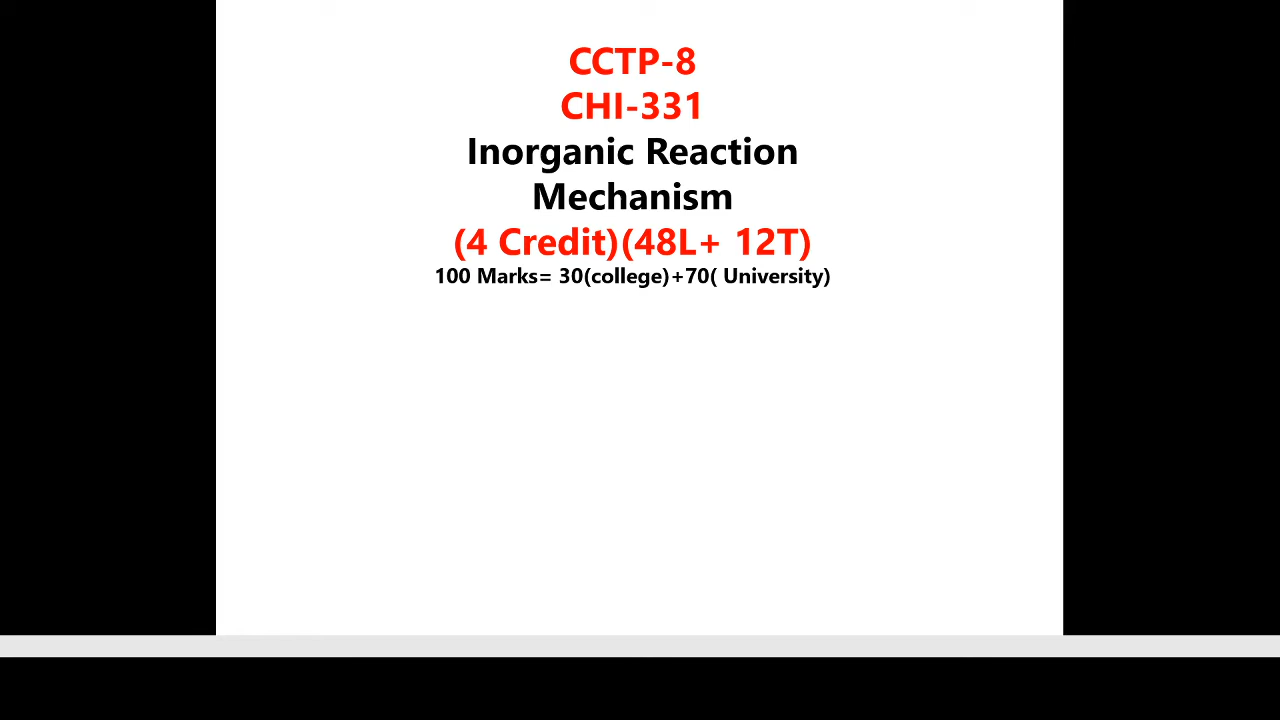 CCTP-8
CHI-331
Inorganic Reaction
Mechanism
(4 Credit)(48L+ 12T)
100 Marks= 30(college)+70( University)